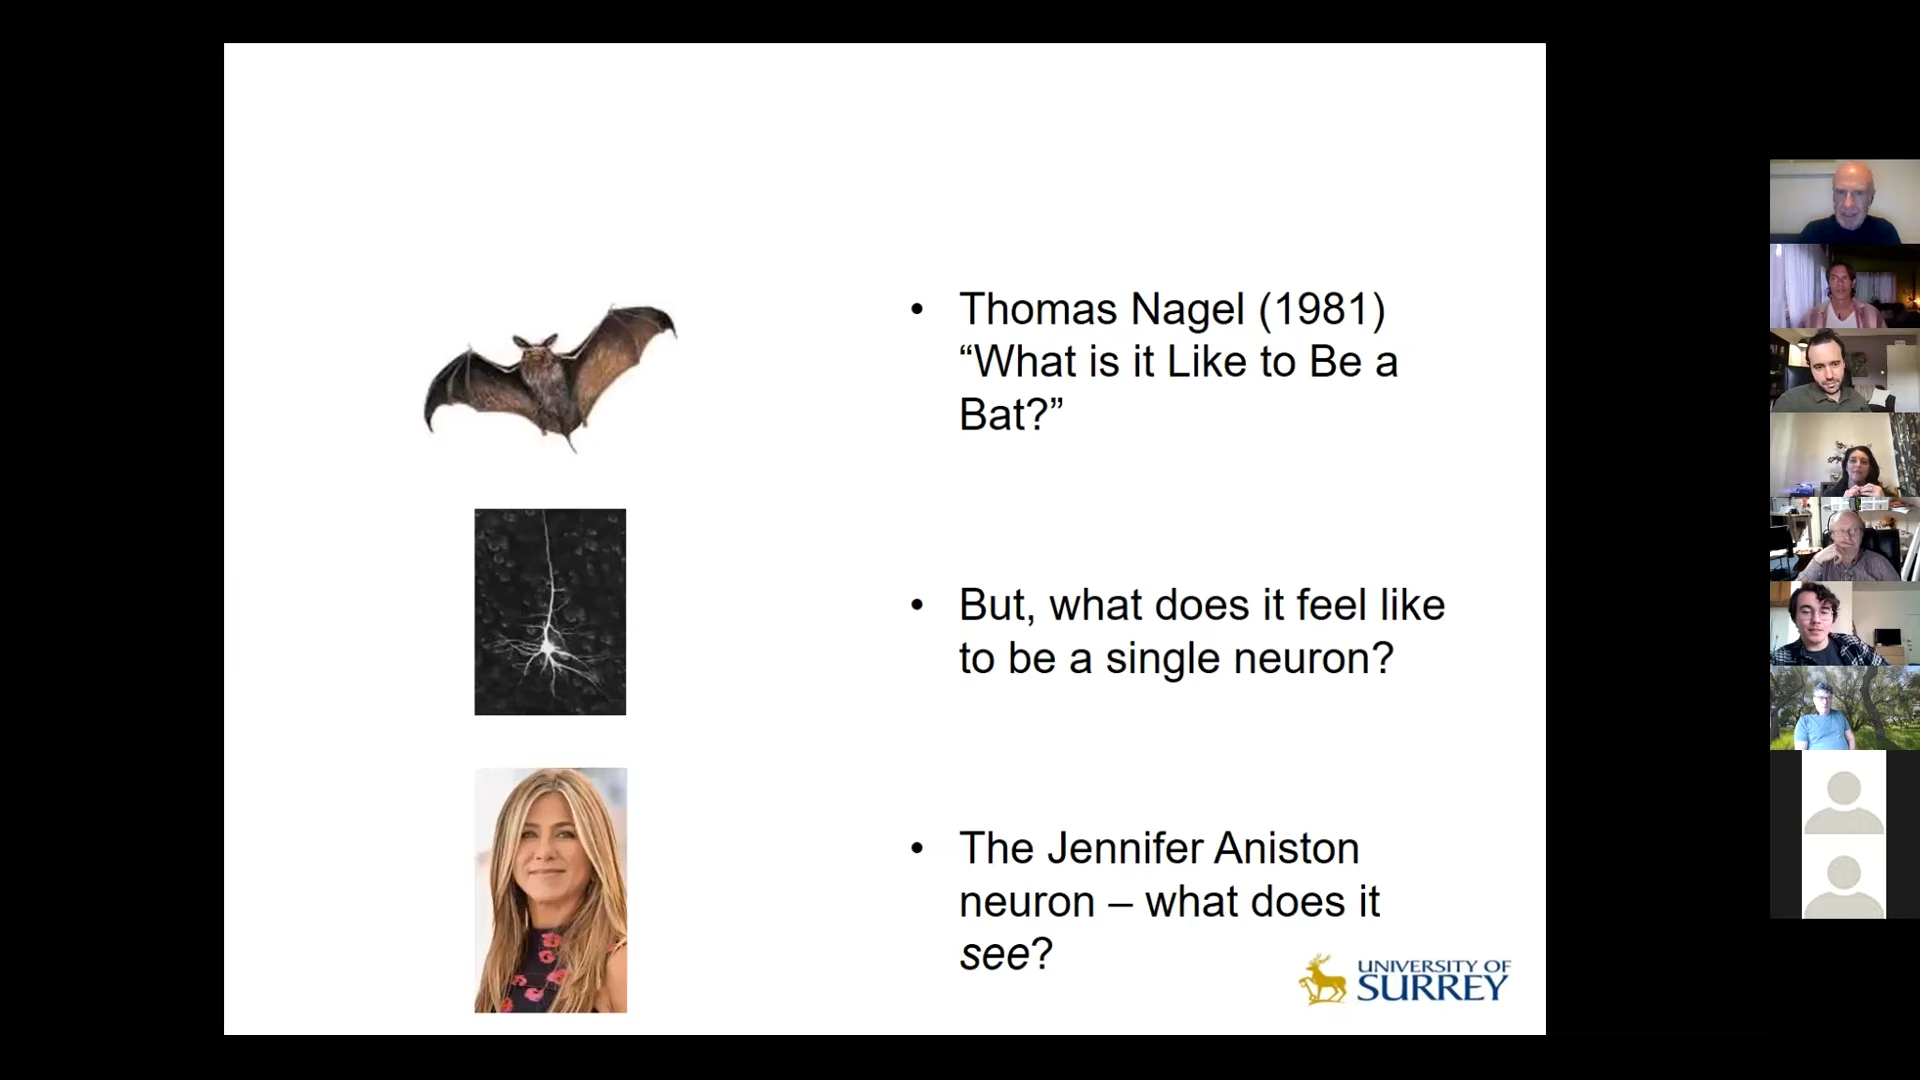 • Thomas Nagel (1981)
“What is it Like to Be a
Bat?”
• But, what does it feel like
to be a single neuron?
• The Jennifer Aniston
neuron – what does it
see?
UNIVERSITY OF
SURREY